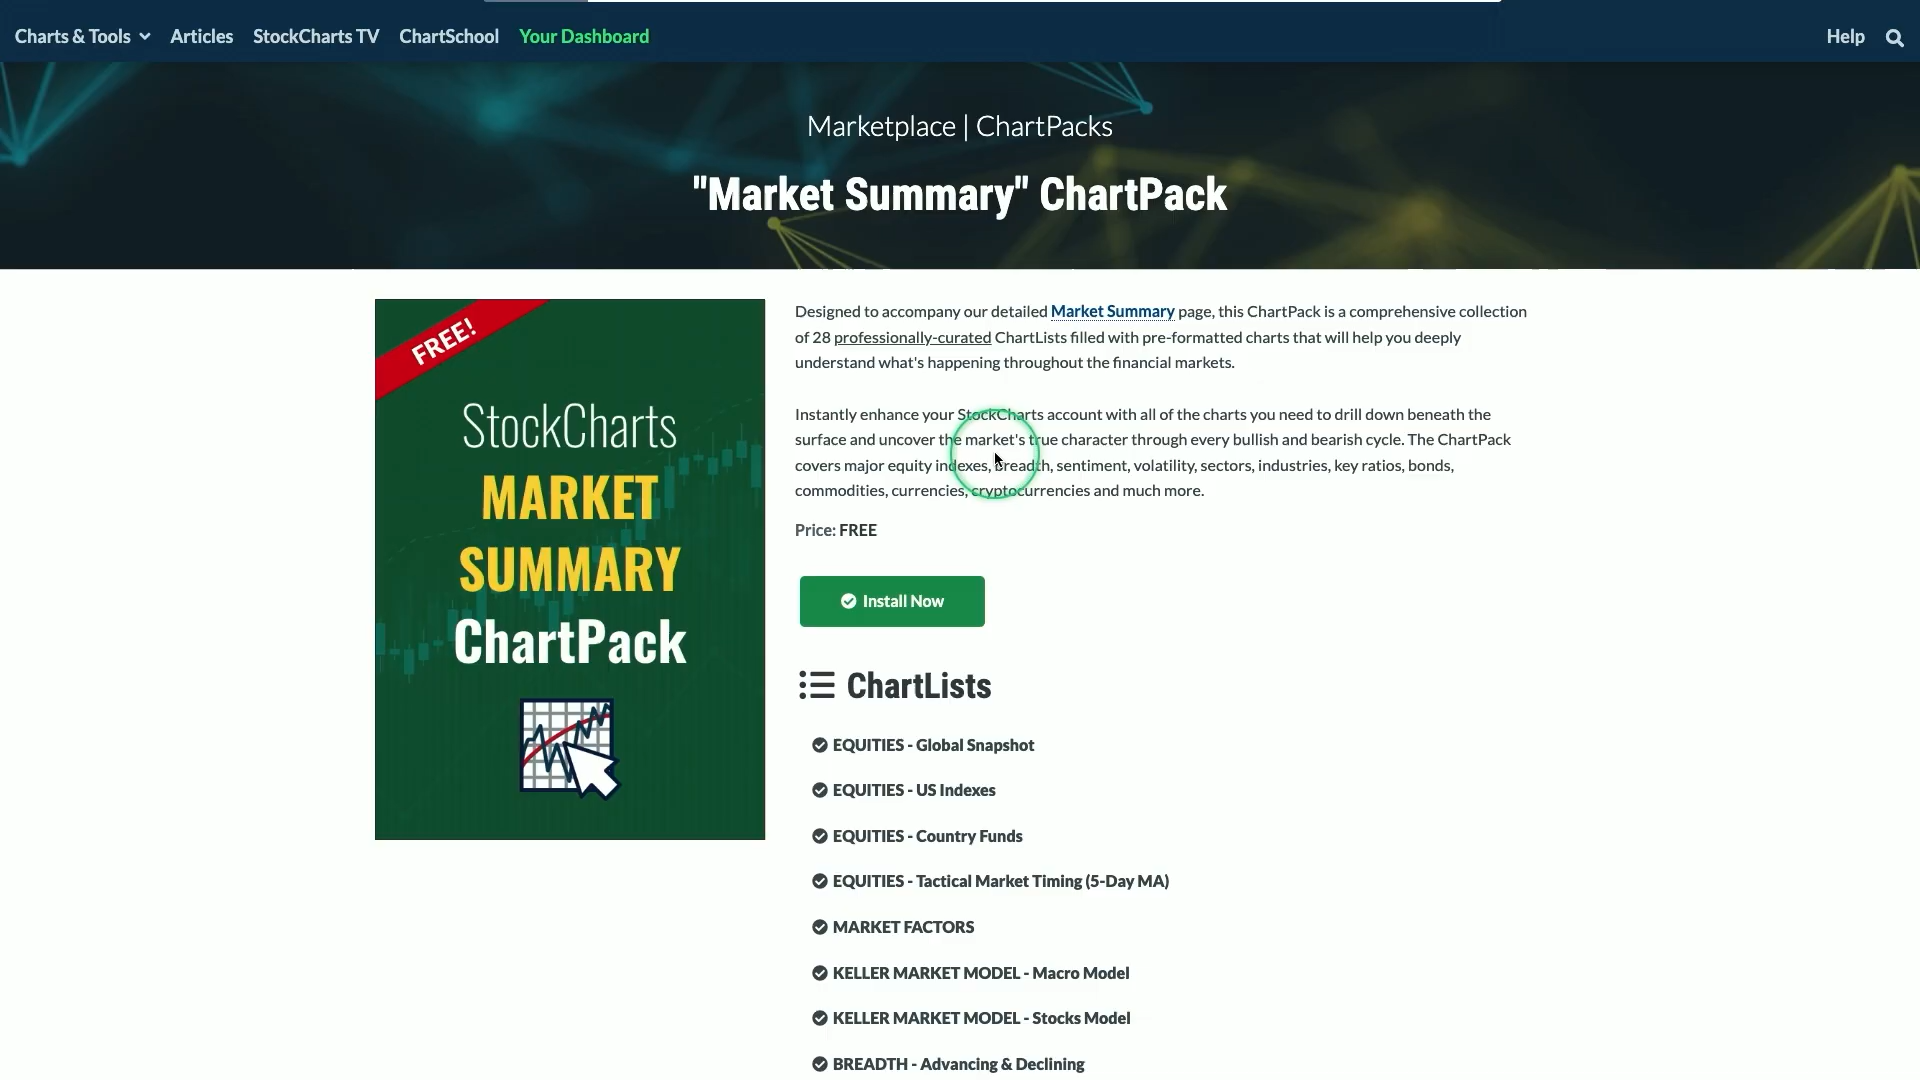 Charts & Tools Articles StockCharts TV ChartSchool Your Dashboard Help
Marketplace | ChartPacks
"Market Summary" ChartPack
FREE!
StockCharts
MARKET
SUMMARY
ChartPack
Designed to accompany our detailed Market Summary page, this ChartPack is a comprehensive collection
of 28 professionally-curated ChartLists filled with pre-formatted charts that will help you deeply
understand what's happening throughout the financial markets.
Instantly enhance your StockCharts account with all of the charts you need to drill down beneath the
surface and uncover the market's true character through every bullish and bearish cycle. The ChartPack
covers major equity indexes, breadth, sentiment, volatility, sectors, industries, key ratios, bonds,
commodities, currencies, cryptocurrencies and much more.
Price: FREE
Install Now
ChartLists
EQUITIES - Global Snapshot
EQUITIES - US Indexes
EQUITIES - Country Funds
EQUITIES - Tactical Market Timing (5-Day MA)
MARKET FACTORS
KELLER MARKET MODEL - Macro Model
KELLER MARKET MODEL - Stocks Model
BREADTH - Advancing & Declining